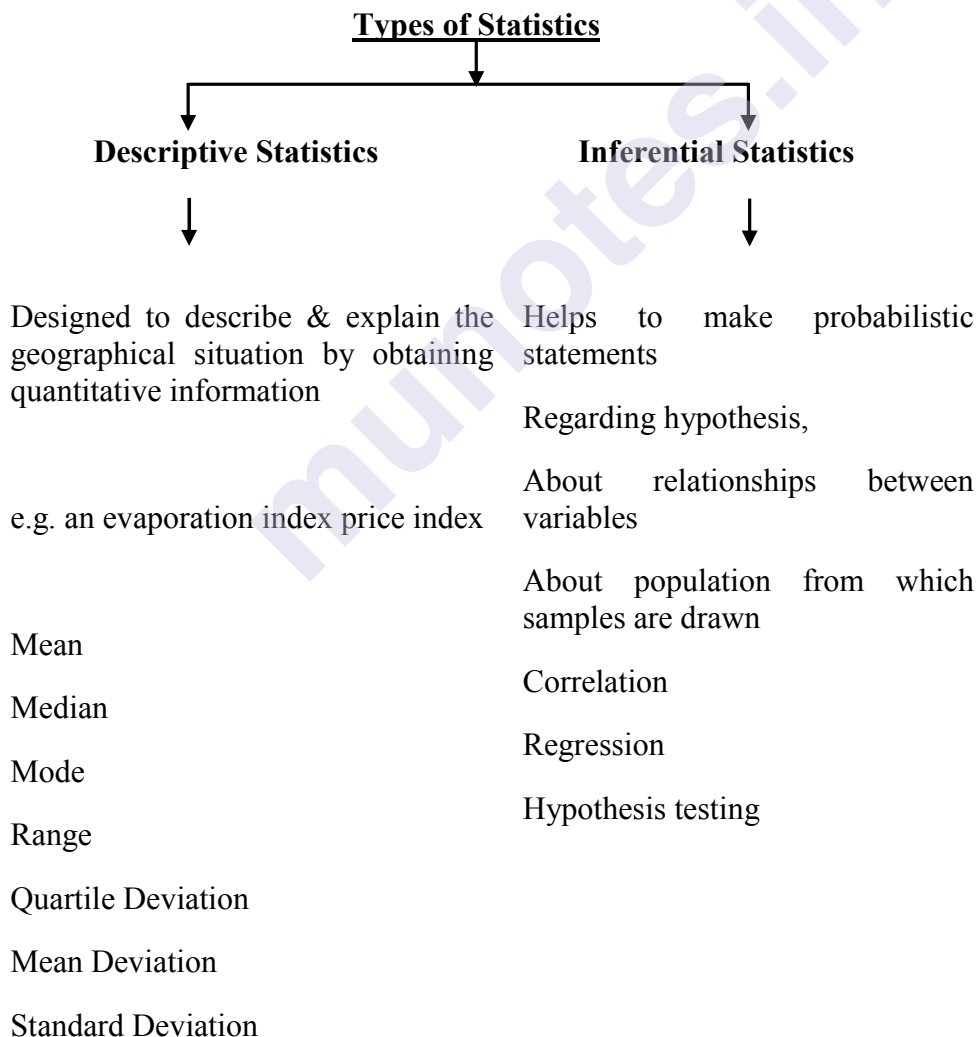 Types of Statistics
Descriptive Statistics
Inferential Statistics
Designed to describe & explain the
geographical situation by obtaining
quantitative information
e.g. an evaporation index price index
Mean
Median
Mode
Range
Quartile Deviation
Mean Deviation
Standard Deviation
Helps to make probabilistic
statements
Regarding hypothesis,
About relationships between
variables
About population from which
samples are drawn
Correlation
Regression
Hypothesis testing
munotes.in